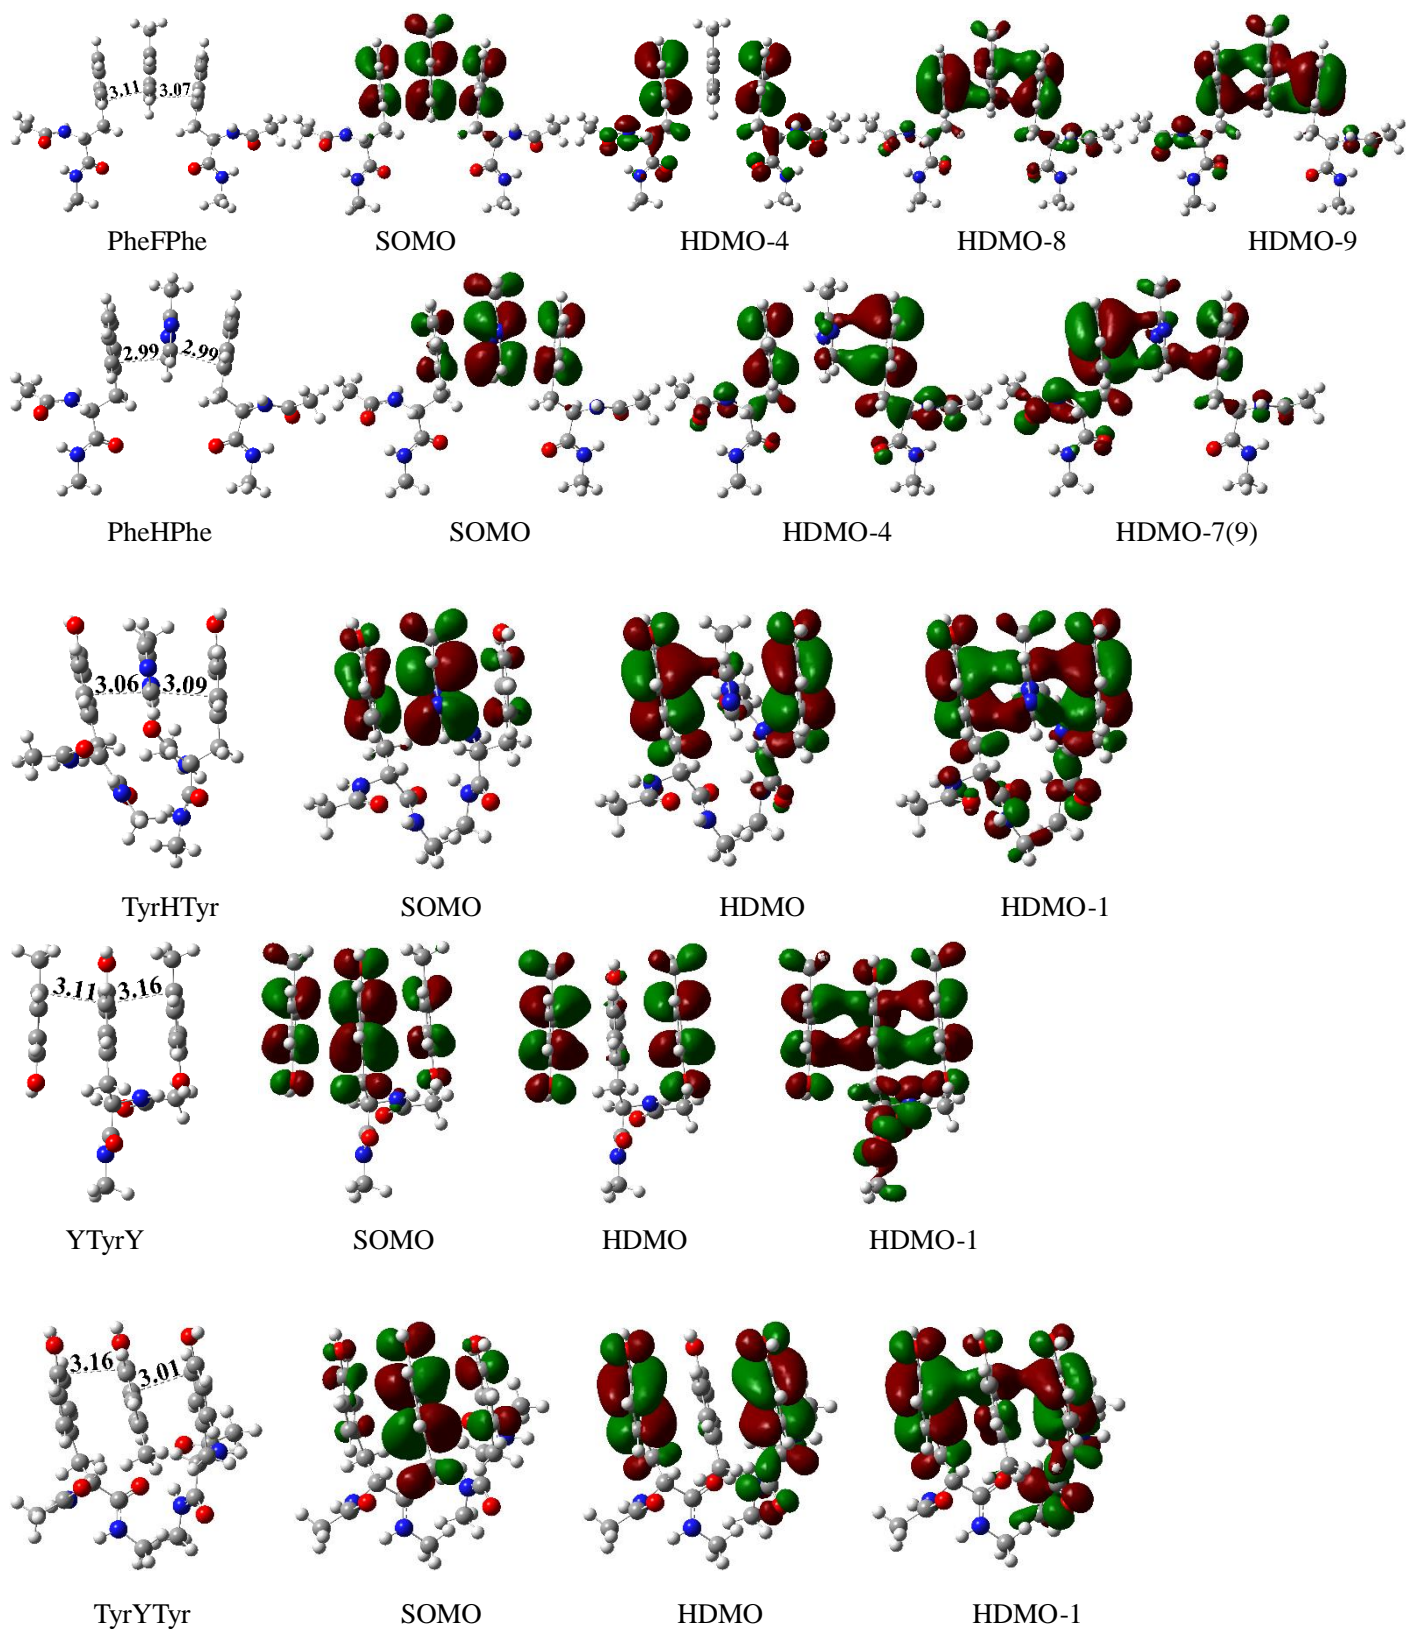 3.11 3.07
PheFPhe SOMO HDMO-4 HDMO-8 HDMO-9
2.99 2.99
PheHPhe SOMO HDMO-4 HDMO-7(9)
3.06 3.09
TyrHTyr SOMO HDMO HDMO-1
3.11 3.16
YTyrY SOMO HDMO HDMO-1
3.16 3.01
TyrYTyr SOMO HDMO HDMO-1